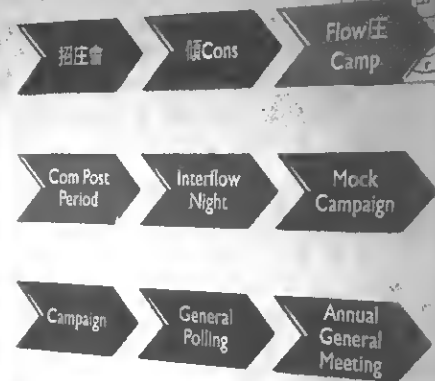 招庄會
傾Cons
Flow庄
Camp
Com Post
Period
Interflow
Night
Mock
Campaign
Campaign
General
Polling
Annual
General
Meeting